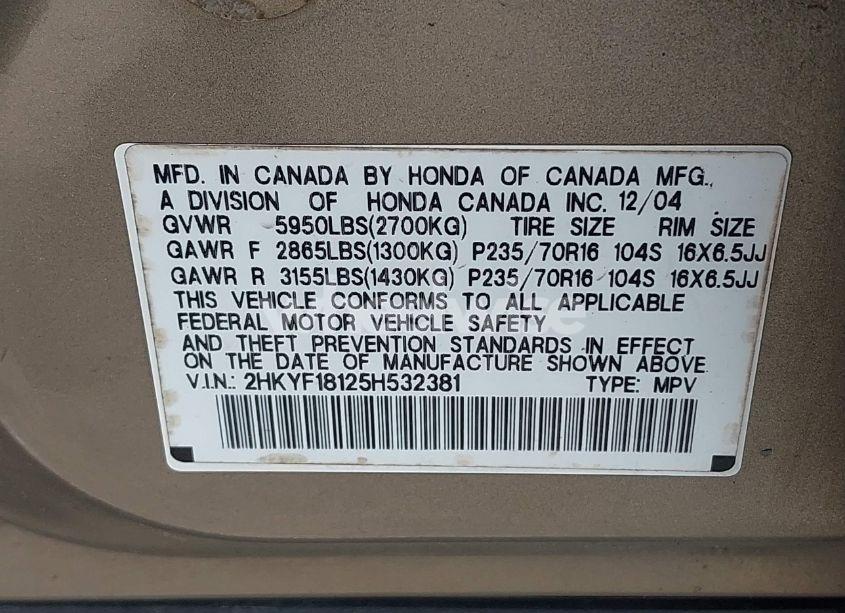 MFD. IN CANADA BY HONDA OF CANADA MFG.,
A DIVISION OF HONDA CANADA INC. 12/04
GVWR 5950LBS(2700KG) TIRE SIZE RIM SIZE
GAWR F 2865LBS(1300KG) P235/70R16 104S 16X6.5JJ
GAWR R 3155LBS(1430KG) P235/70R16 104S 16X6.5JJ
THIS VEHICLE CONFORMS TO ALL APPLICABLE
FEDERAL MOTOR VEHICLE SAFETY
AND THEFT PREVENTION STANDARDS IN EFFECT
ON THE DATE OF MANUFACTURE SHOWN ABOVE.
V.I.N.: 2HKYF18125H532381 TYPE: MPV